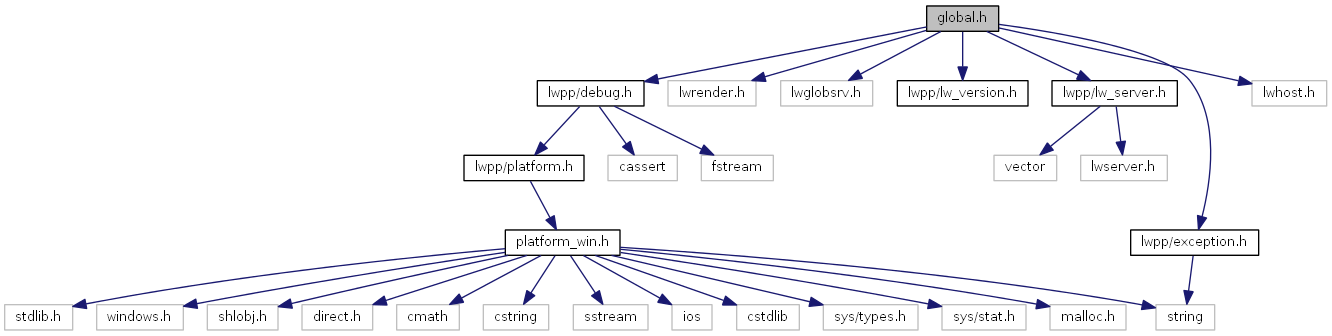 global.h
lwpp/debug.h
lwrender.h
lwglobsrv.h
lwpp/lw_version.h
lwpp/lw_server.h
lwhost.h
lwpp/platform.h
cassert
fstream
vector
lwserver.h
platform_win.h
lwpp/exception.h
stdlib.h
windows.h
shlobj.h
direct.h
cmath
cstring
sstream
ios
cstdlib
sys/types.h
sys/stat.h
malloc.h
string